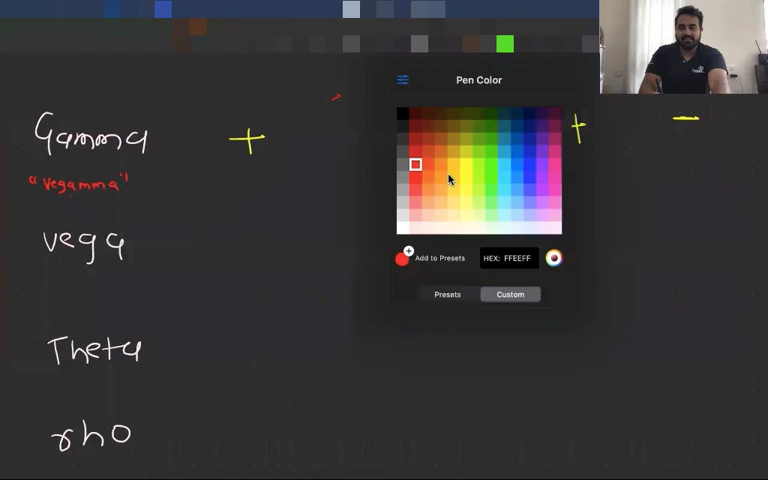 Pen Color
Gamma + + −
"vegamma"
vega
Add to Presets HEX: FFEEFF
Presets Custom
Theta
rho